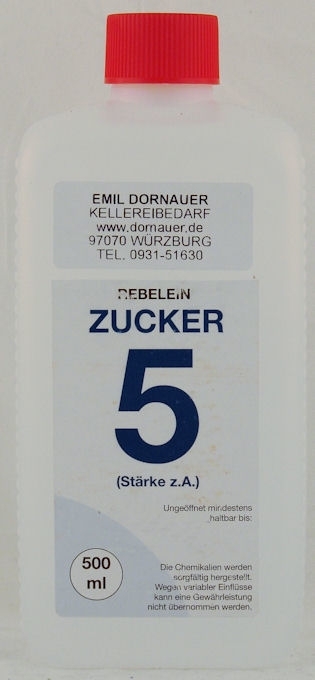 EMIL DORNAUER
KELLEREIBEDARF
www.dornauer.de
97070 WÜRZBURG
TEL. 0931-51630
REBELEIN
ZUCKER
5
(Stärke z.A.)
Ungeöffnet mindestens
haltbar bis:
500
ml
Die Chemikalien werden
sorgfältig hergestellt.
Wegen variabler Einflüsse
kann eine Gewährleistung
nicht übernommen werden.